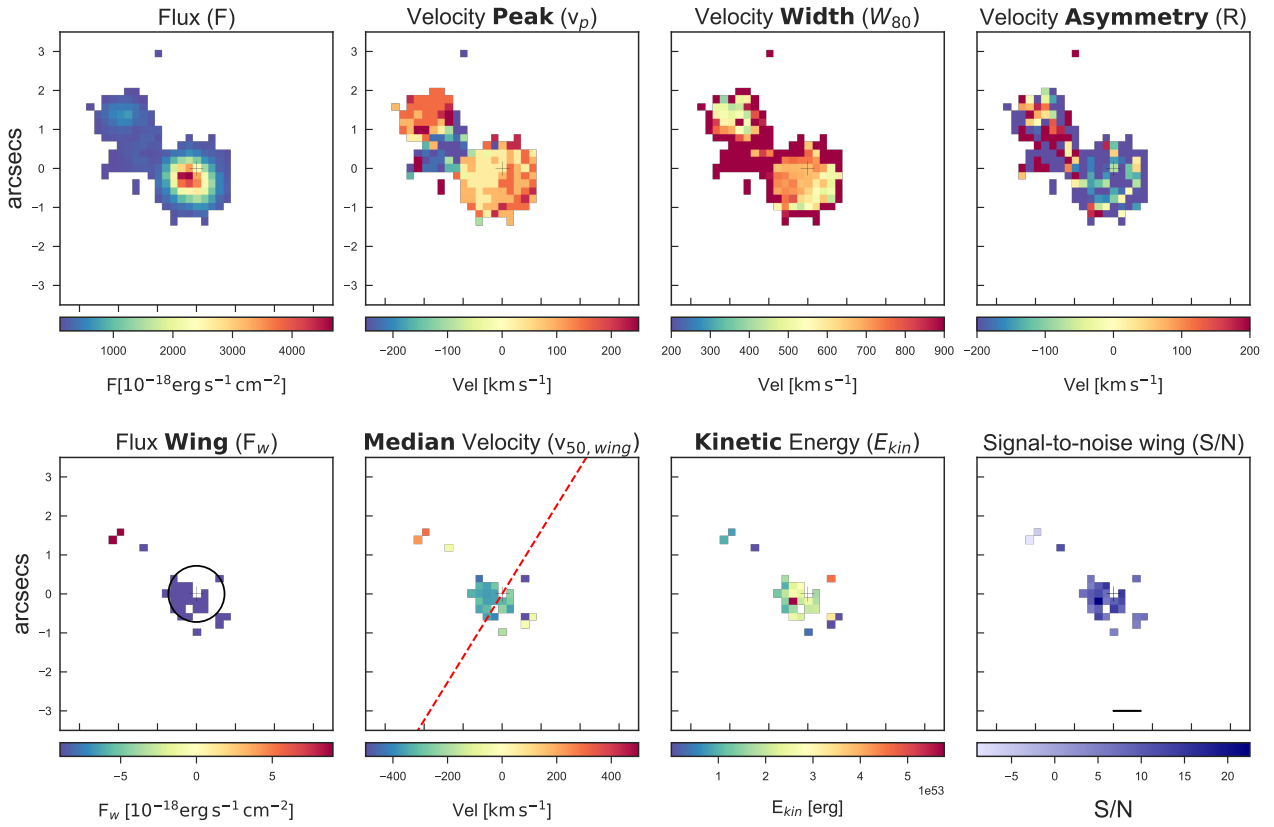 Flux (F)
Velocity Peak (v_p)
Velocity Width (W_80)
Velocity Asymmetry (R)
arcsecs
3
2
1
0
−1
−2
−3
1000 2000 3000 4000
−200 −100 0 100 200
200 300 400 500 600 700 800 900
−200 −100 0 100 200
F[10^−18 erg s^−1 cm^−2]
Vel [km s^−1]
Vel [km s^−1]
Vel [km s^−1]
Flux Wing (F_w)
Median Velocity (v_50,wing)
Kinetic Energy (E_kin)
Signal-to-noise wing (S/N)
arcsecs
3
2
1
0
−1
−2
−3
−5 0 5
−400 −200 0 200 400
1 2 3 4 5
1e53
−5 0 5 10 15 20
F_w [10^−18 erg s^−1 cm^−2]
Vel [km s^−1]
E_kin [erg]
S/N